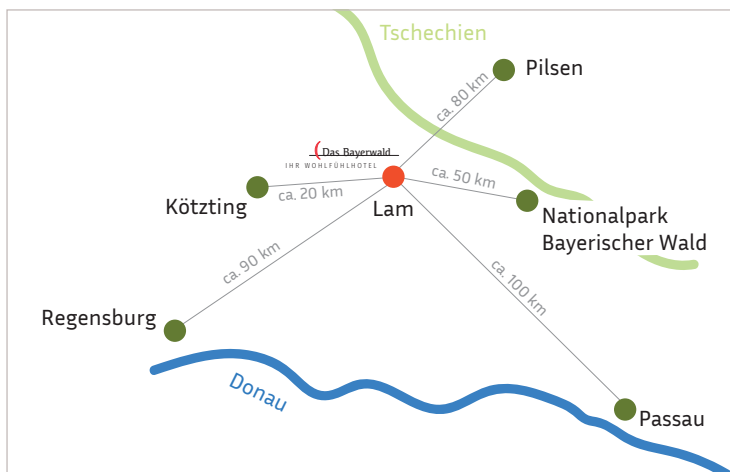 Tschechien
Pilsen
ca. 80 km
Das Bayerwald
IHR WOHLFÜHLHOTEL
ca. 50 km
ca. 20 km
Kötzting
Lam
Nationalpark
Bayerischer Wald
ca. 90 km
ca. 100 km
Regensburg
Donau
Passau